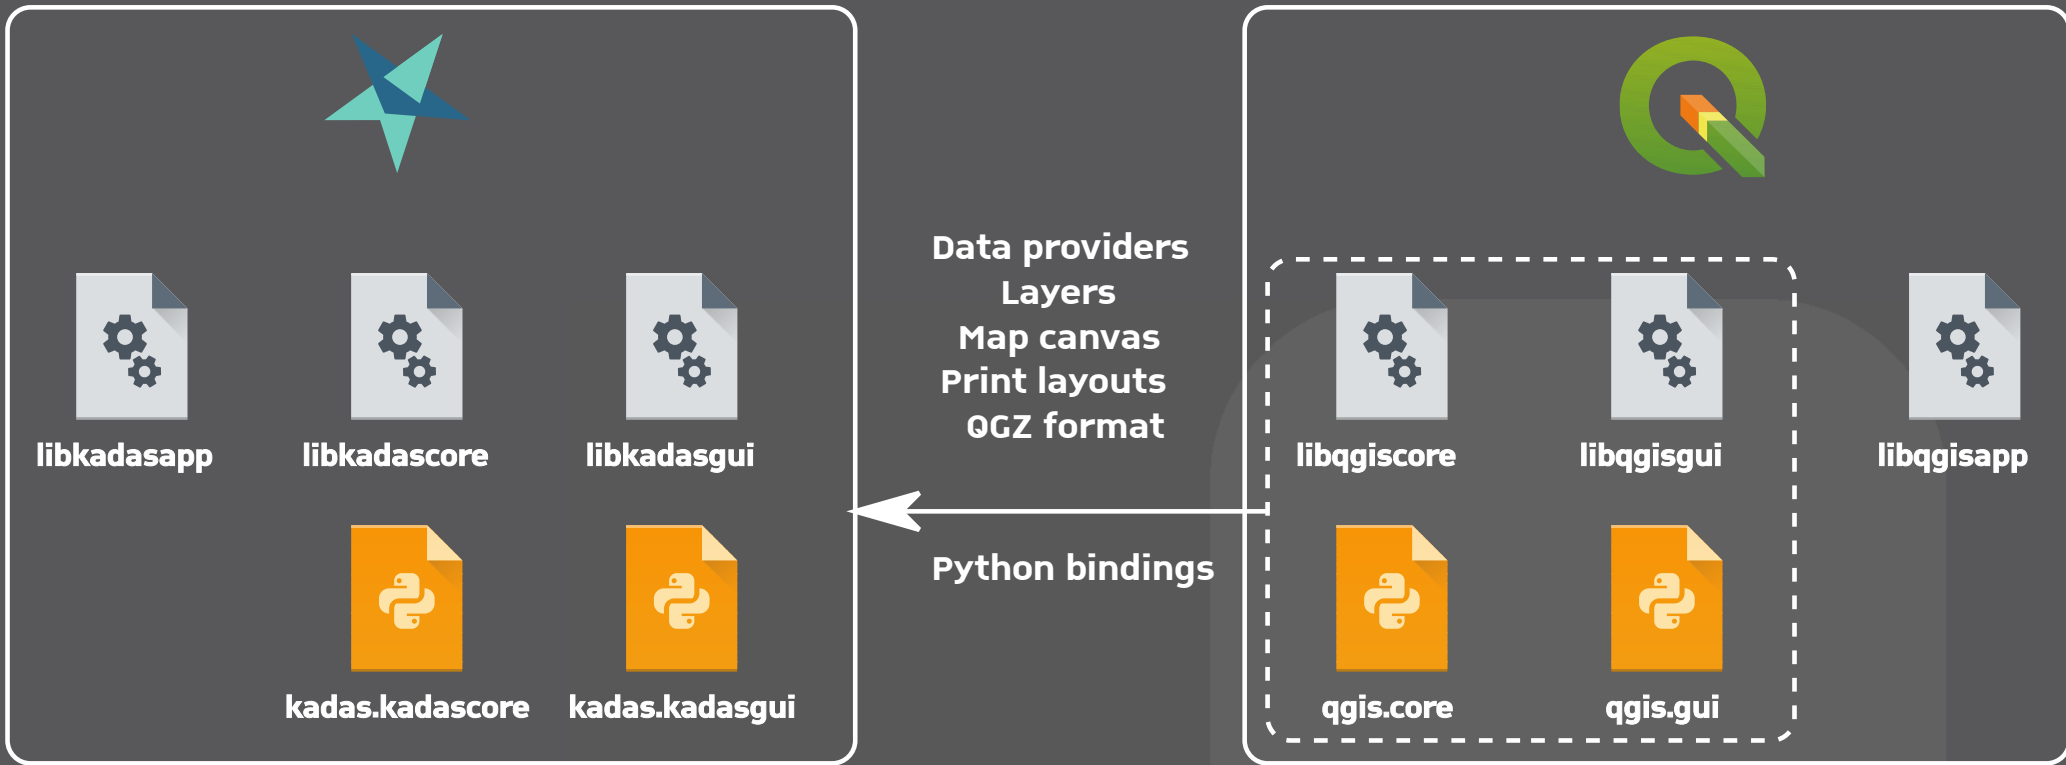 Data providers
Layers
Map canvas
Print layouts
QGZ format
libkadasapp
libkadascore
libkadasgui
libqgiscore
libqgisgui
libqgisapp
Python bindings
kadas.kadascore
kadas.kadasgui
qgis.core
qgis.gui